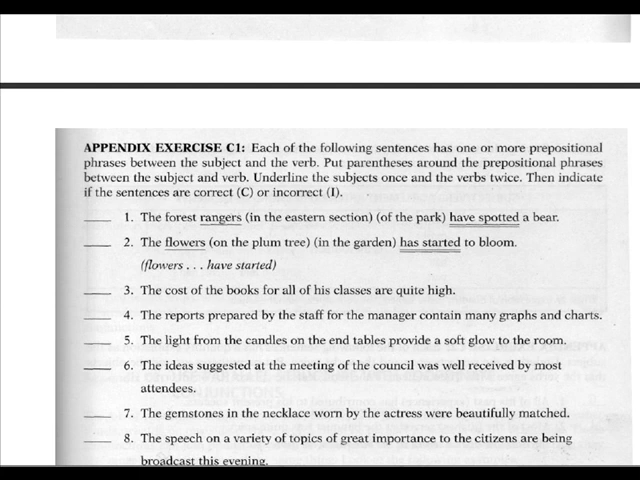 APPENDIX EXERCISE C1: Each of the following sentences has one or more prepositional
phrases between the subject and the verb. Put parentheses around the prepositional phrases
between the subject and verb. Underline the subjects once and the verbs twice. Then indicate
if the sentences are correct (C) or incorrect (I).
____ 1. The forest rangers (in the eastern section) (of the park) have spotted a bear.
____ 2. The flowers (on the plum tree) (in the garden) has started to bloom.
(flowers . . . have started)
____ 3. The cost of the books for all of his classes are quite high.
____ 4. The reports prepared by the staff for the manager contain many graphs and charts.
____ 5. The light from the candles on the end tables provide a soft glow to the room.
____ 6. The ideas suggested at the meeting of the council was well received by most
attendees.
____ 7. The gemstones in the necklace worn by the actress were beautifully matched.
____ 8. The speech on a variety of topics of great importance to the citizens are being
broadcast this evening.